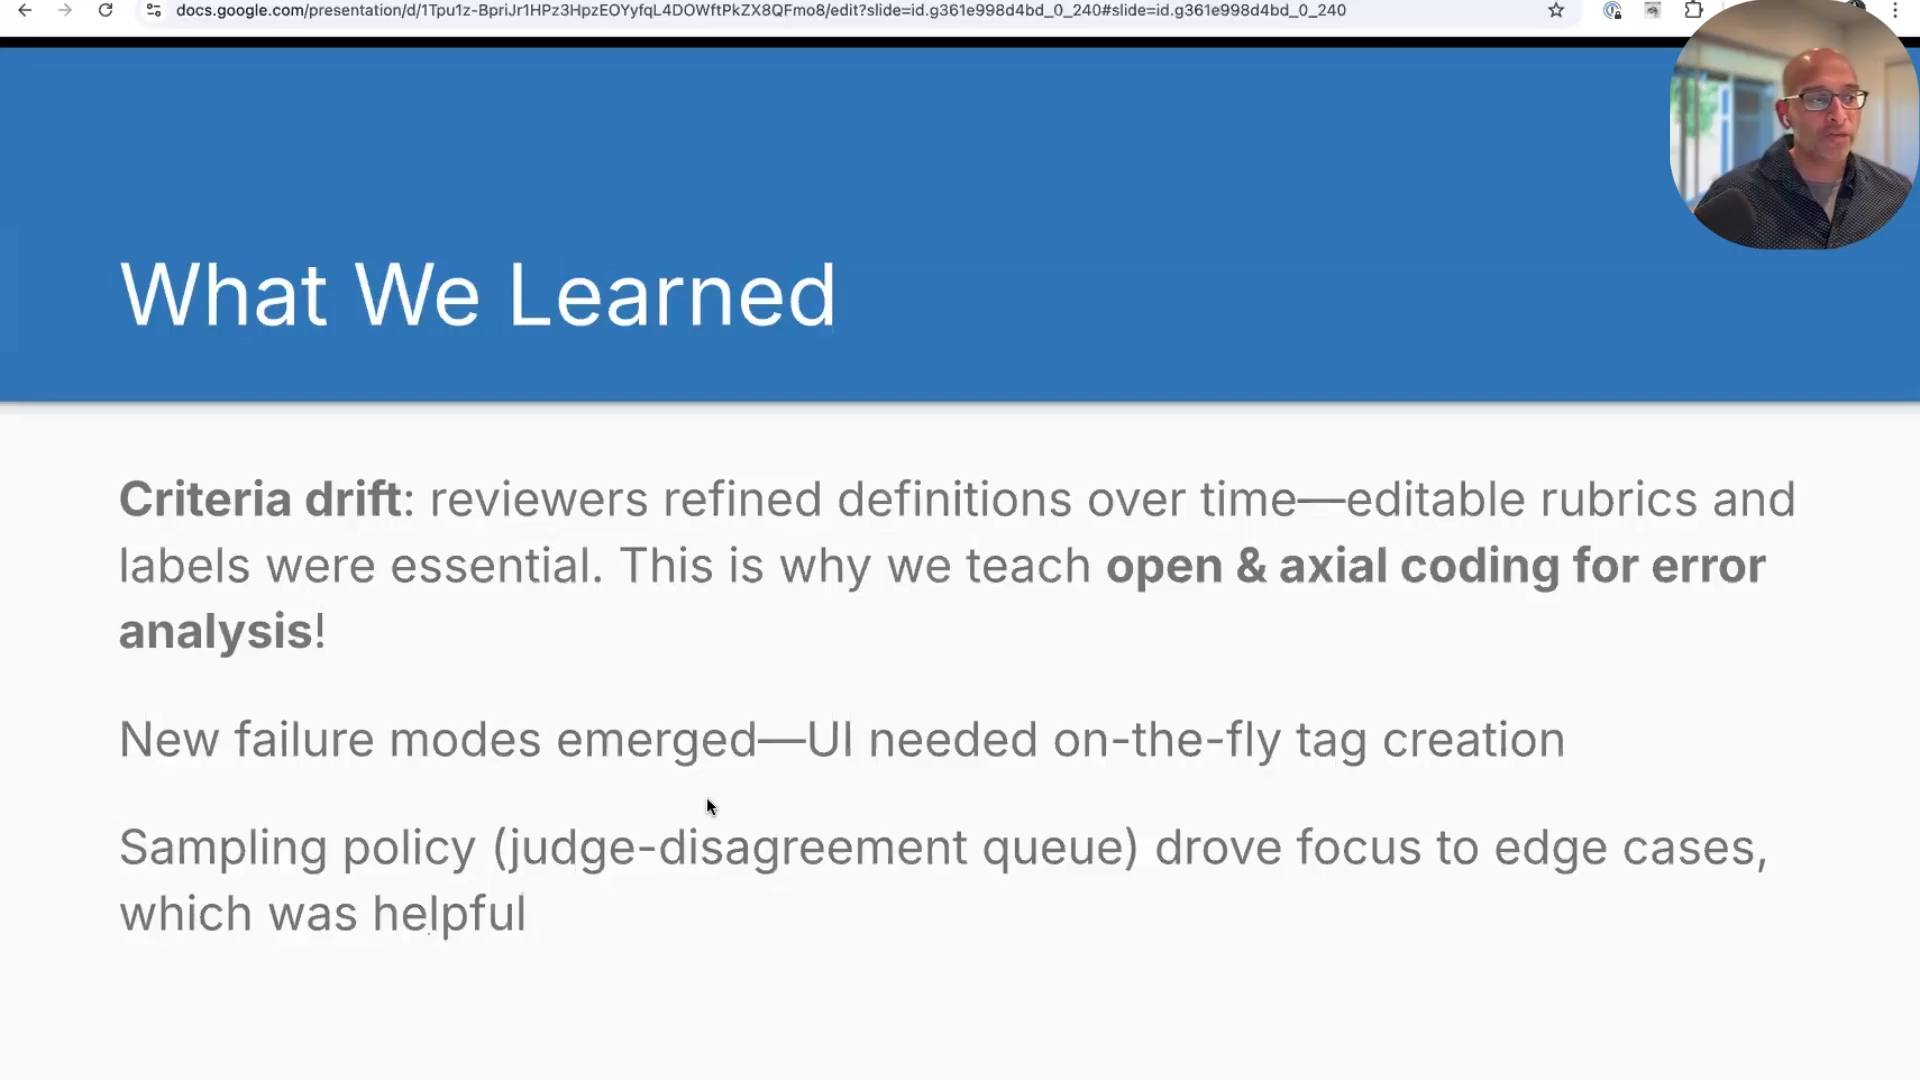 docs.google.com/presentation/d/1Tpu1z-BpriJr1HPz3HpzEOYyfqL4DOWftPkZX8QFmo8/edit?slide=id.g361e998d4bd_0_240#slide=id.g361e998d4bd_0_240
What We Learned
Criteria drift: reviewers refined definitions over time—editable rubrics and
labels were essential. This is why we teach open & axial coding for error
analysis!
New failure modes emerged—UI needed on-the-fly tag creation
Sampling policy (judge-disagreement queue) drove focus to edge cases,
which was helpful